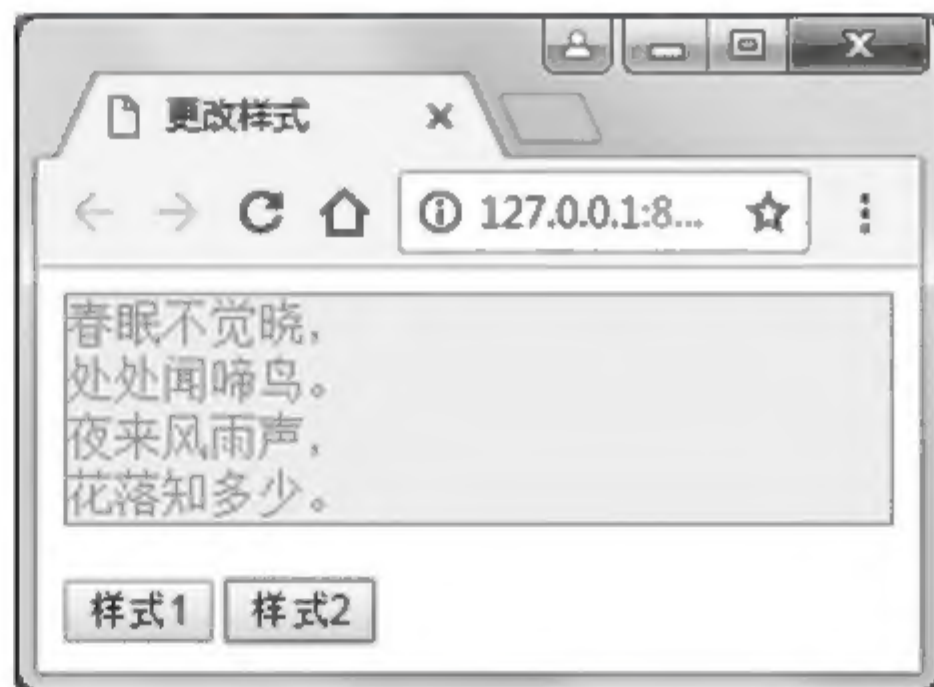 更改样式
127.0.0.1:8...
春眠不觉晓，
处处闻啼鸟。
夜来风雨声，
花落知多少。
样式1 样式2